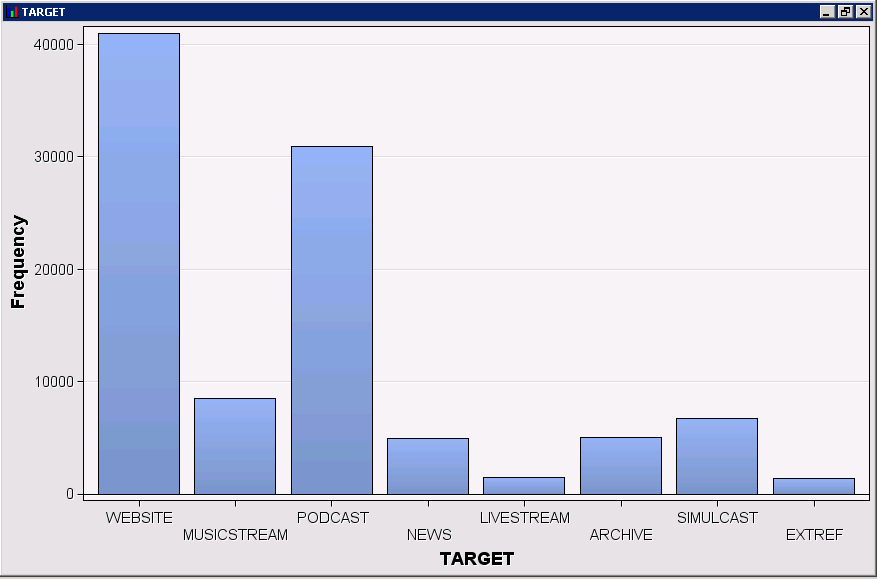 TARGET
Frequency
40000
30000
20000
10000
0
WEBSITE
MUSICSTREAM
PODCAST
NEWS
LIVESTREAM
ARCHIVE
SIMULCAST
EXTREF
TARGET